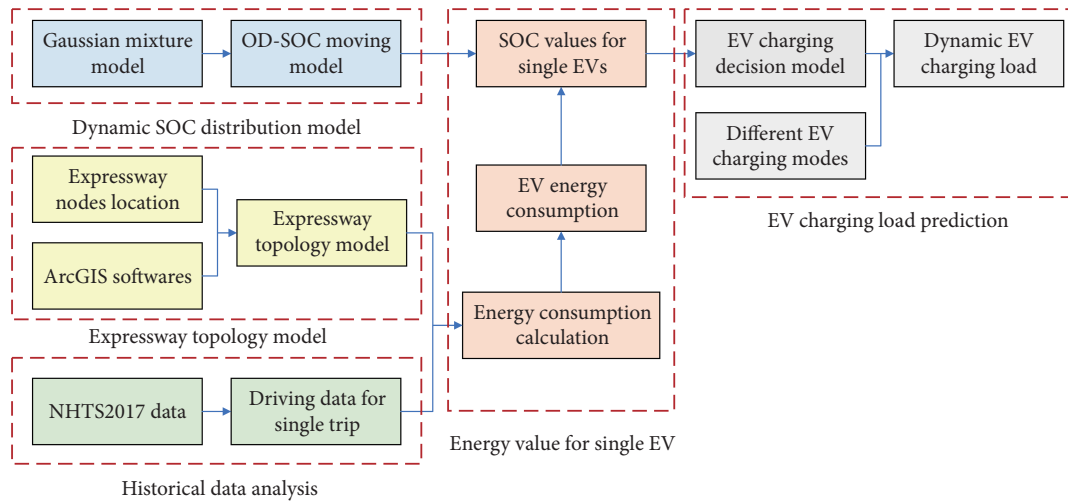 Gaussian mixture
model
OD-SOC moving
model
Dynamic SOC distribution model
Expressway
nodes location
ArcGIS softwares
Expressway
topology model
Expressway topology model
NHTS2017 data
Driving data for
single trip
Historical data analysis
SOC values for
single EVs
EV energy
consumption
Energy consumption
calculation
Energy value for single EV
EV charging
decision model
Different EV
charging modes
Dynamic EV
charging load
EV charging load prediction